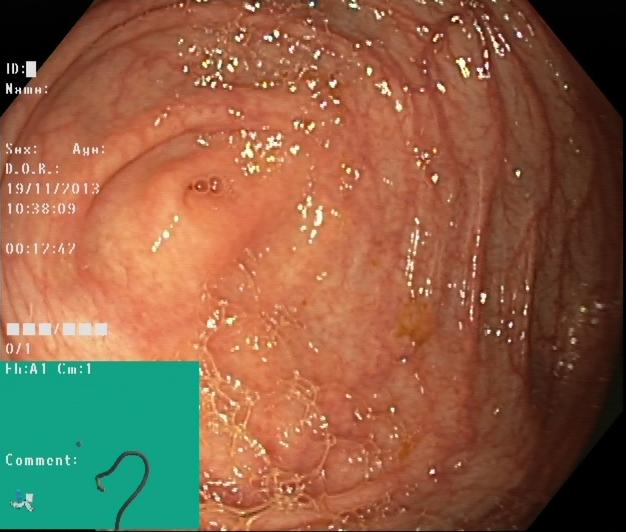 ID:
Name:
Sex: Age:
D.O.B.:
19/11/2013
10:38:09
00:12:42
/
0/1
Eh:A1 Cm:1
Comment: